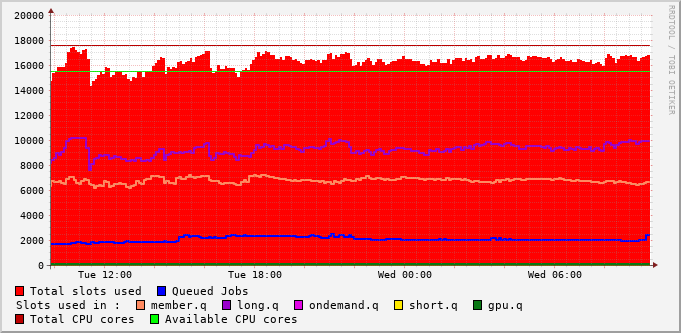 20000
18000
16000
14000
12000
10000
8000
6000
4000
2000
0
Tue 12:00 Tue 18:00 Wed 00:00 Wed 06:00
Total slots used Queued Jobs
Slots used in : member.q long.q ondemand.q short.q gpu.q
Total CPU cores Available CPU cores
RRDTOOL / TOBI OETIKER